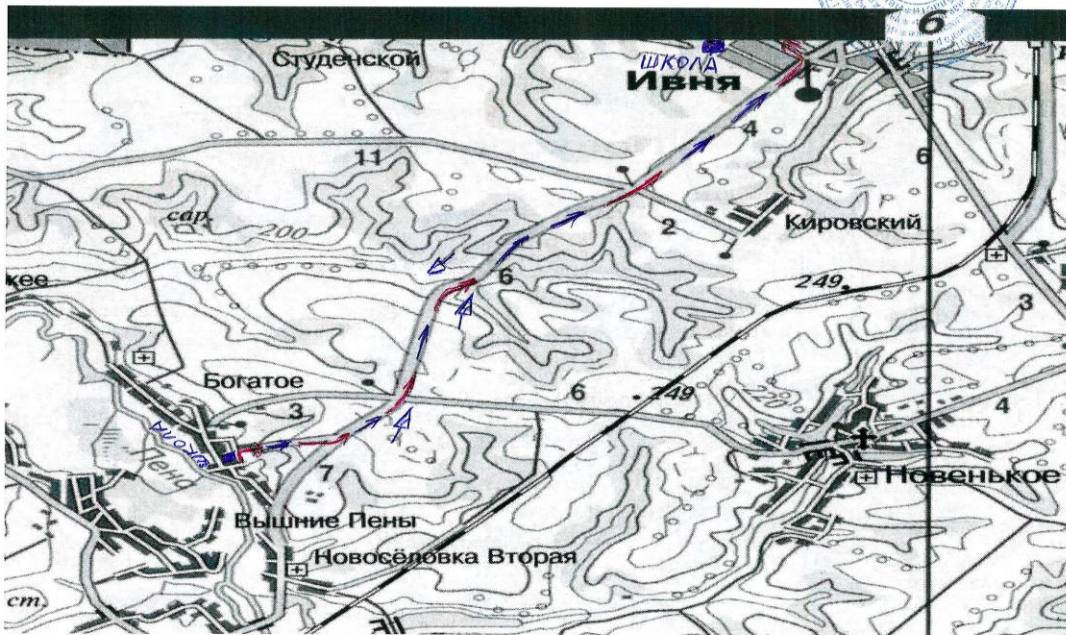 6
Студенской
ШКОЛА
Ивня
4
11
6
сар.
200
2
Кировский
кее
6
249
3
Богатое
6
249
220
3
4
ШКОЛА
Пена
7
Новенькое
Вышние Пены
Новосёловка Вторая
ст.